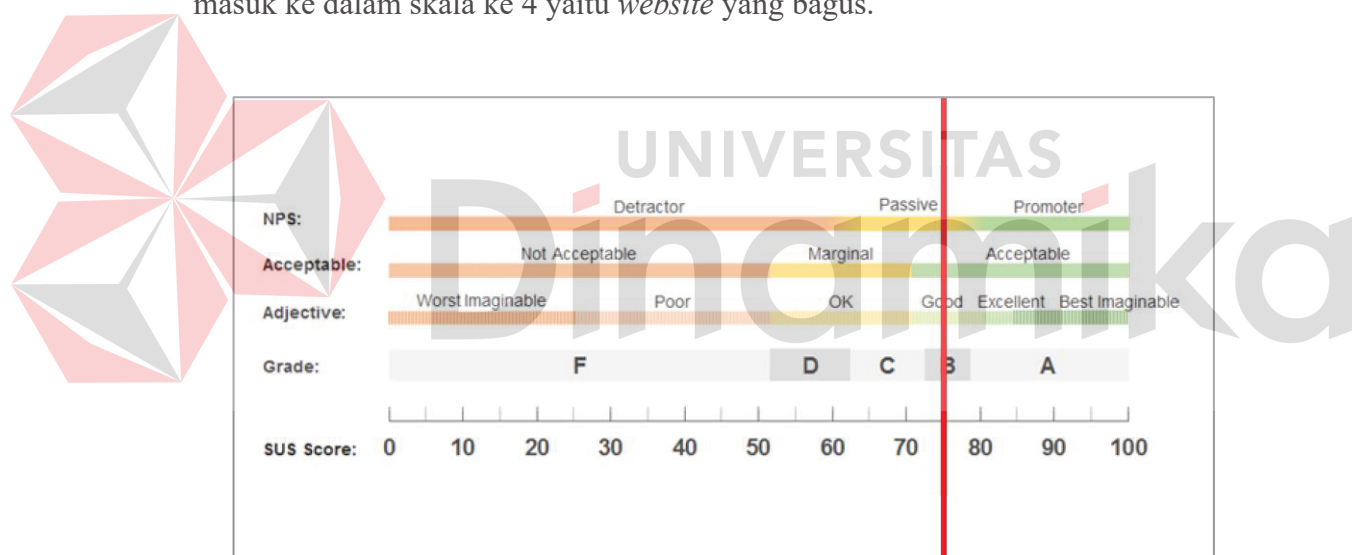 masuk ke dalam skala ke 4 yaitu website yang bagus.
UNIVERSITAS
Dinamika
NPS: Detractor Passive Promoter
Acceptable: Not Acceptable Marginal Acceptable
Adjective: Worst Imaginable Poor OK Good Excellent Best Imaginable
Grade: F D C B A
SUS Score: 0 10 20 30 40 50 60 70 80 90 100